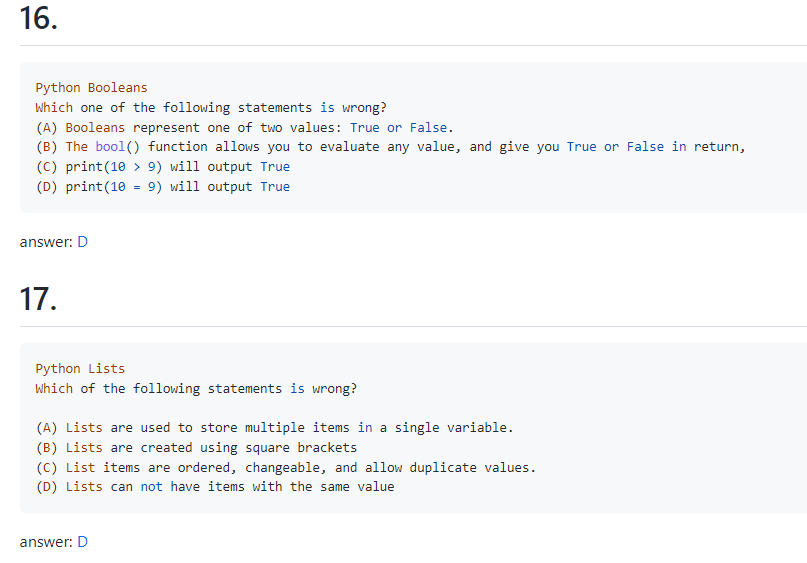 16.
Python Booleans
Which one of the following statements is wrong?
(A) Booleans represent one of two values: True or False.
(B) The bool() function allows you to evaluate any value, and give you True or False in return,
(C) print(10 > 9) will output True
(D) print(10 = 9) will output True
answer: D
17.
Python Lists
Which of the following statements is wrong?
(A) Lists are used to store multiple items in a single variable.
(B) Lists are created using square brackets
(C) List items are ordered, changeable, and allow duplicate values.
(D) Lists can not have items with the same value
answer: D